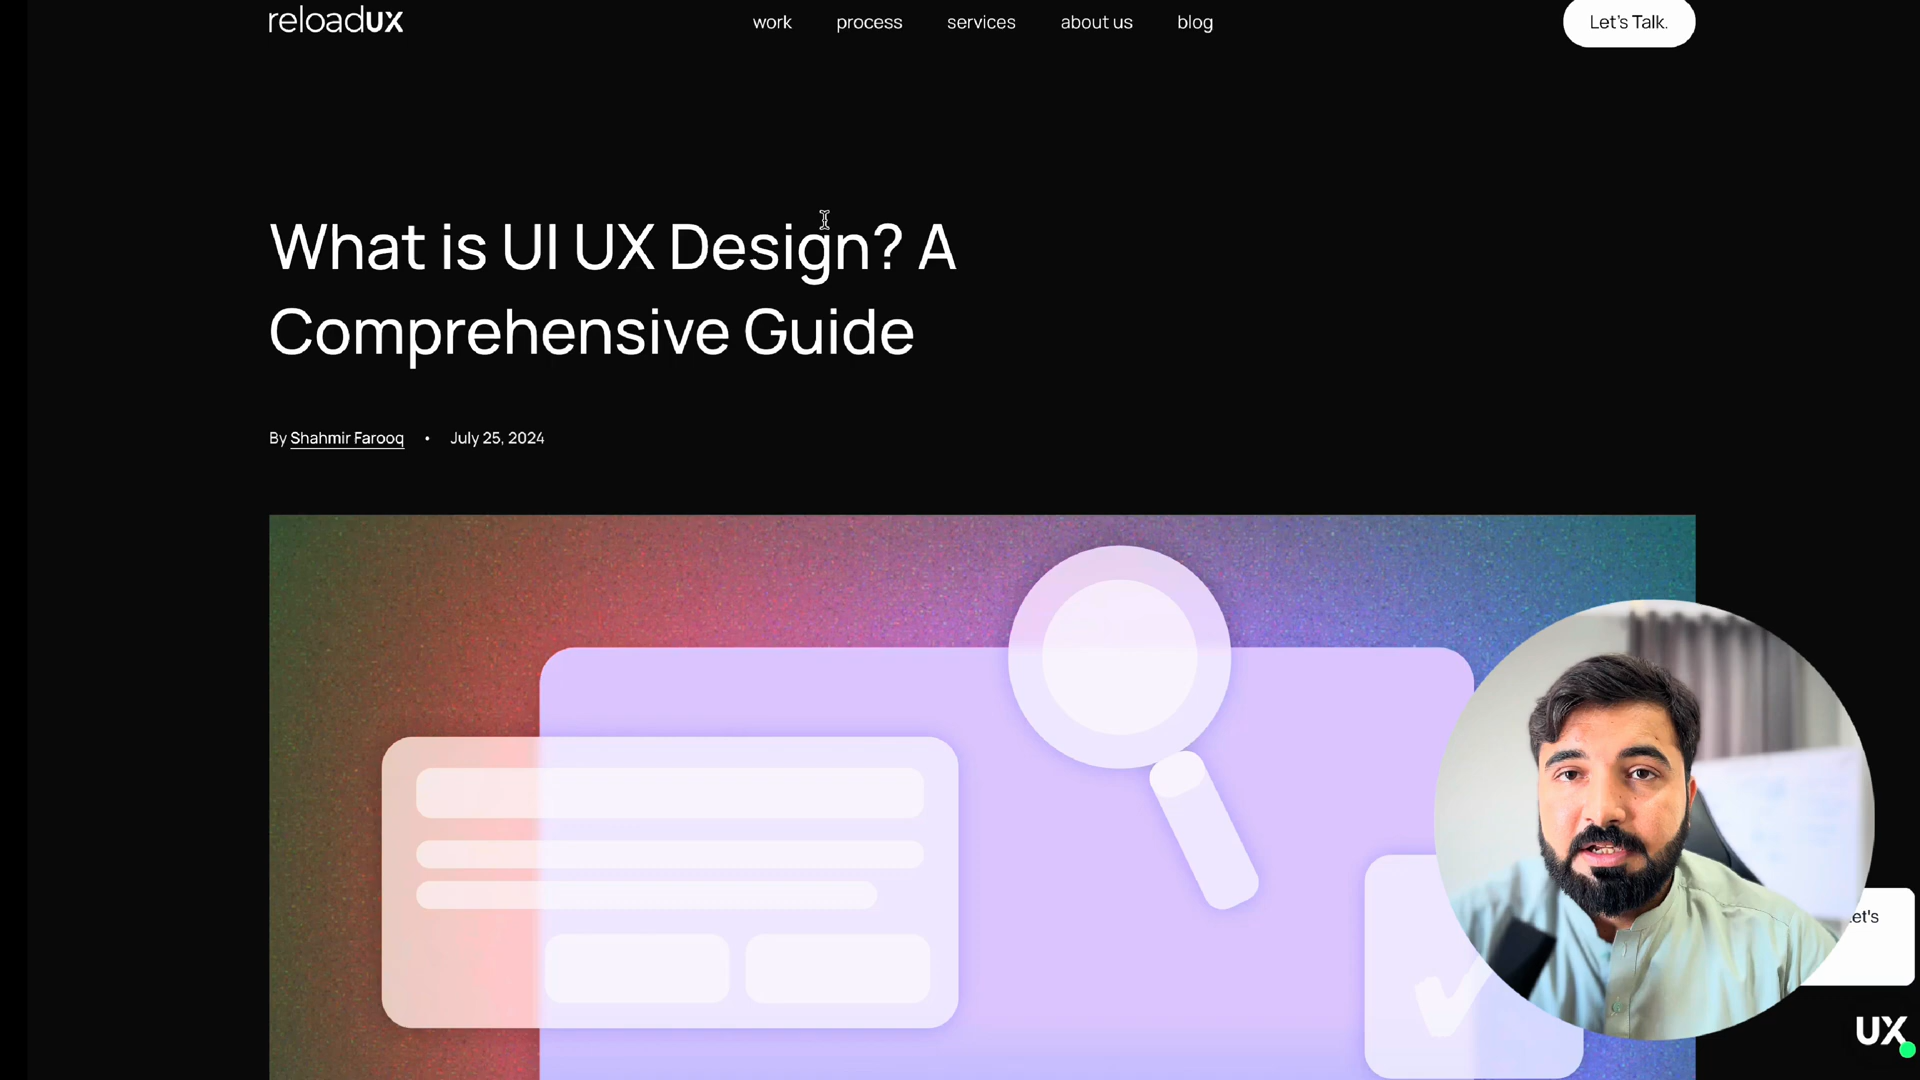 reloadUX
work
process
services
about us
blog
Let's Talk.
What is UI UX Design? A
Comprehensive Guide
By Shahmir Farooq • July 25, 2024
UX